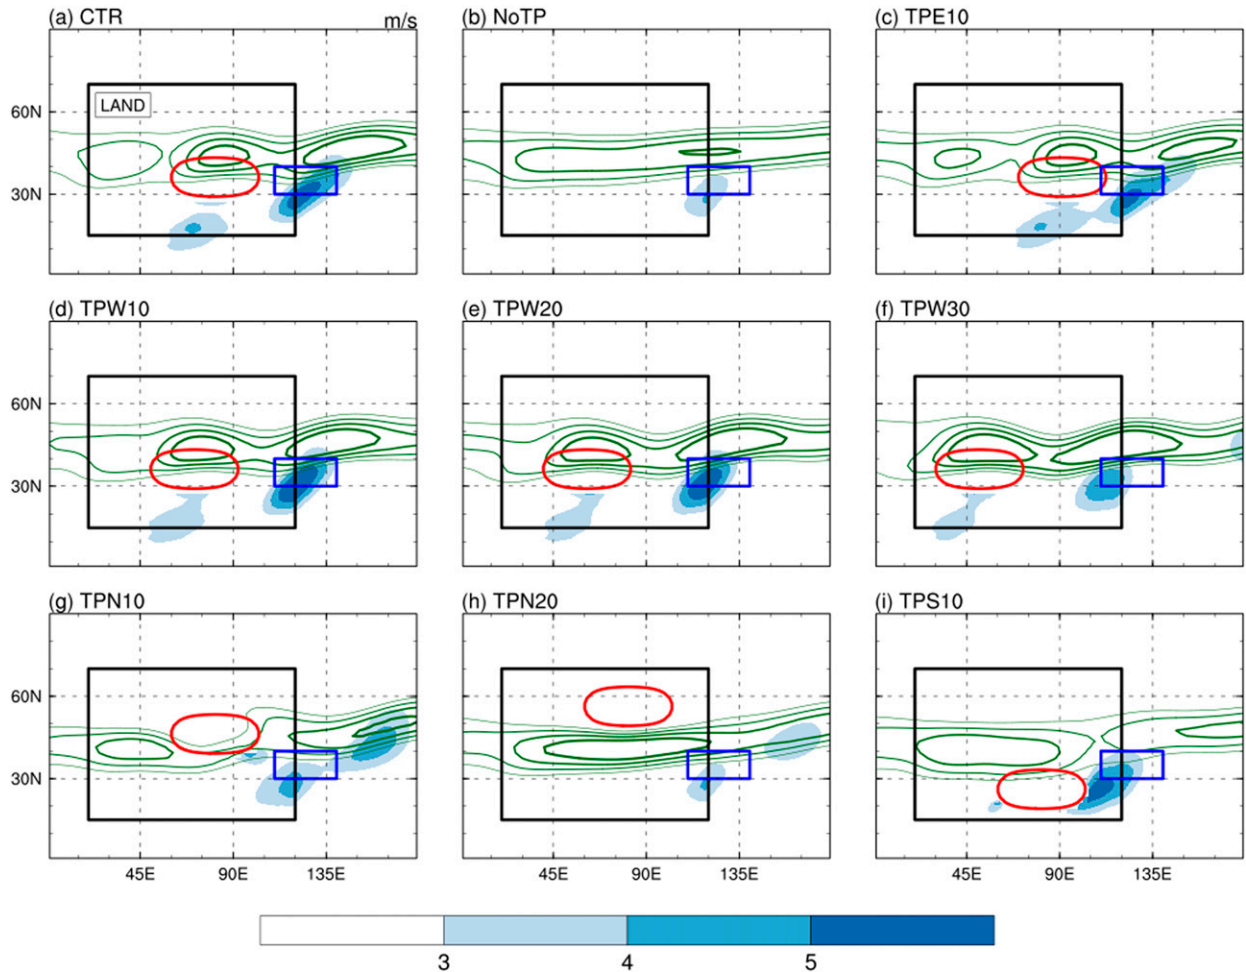 (a) CTR m/s (b) NoTP (c) TPE10
LAND
60N
30N
(d) TPW10 (e) TPW20 (f) TPW30
60N
30N
(g) TPN10 (h) TPN20 (i) TPS10
60N
30N
45E 90E 135E 45E 90E 135E 45E 90E 135E
3 4 5